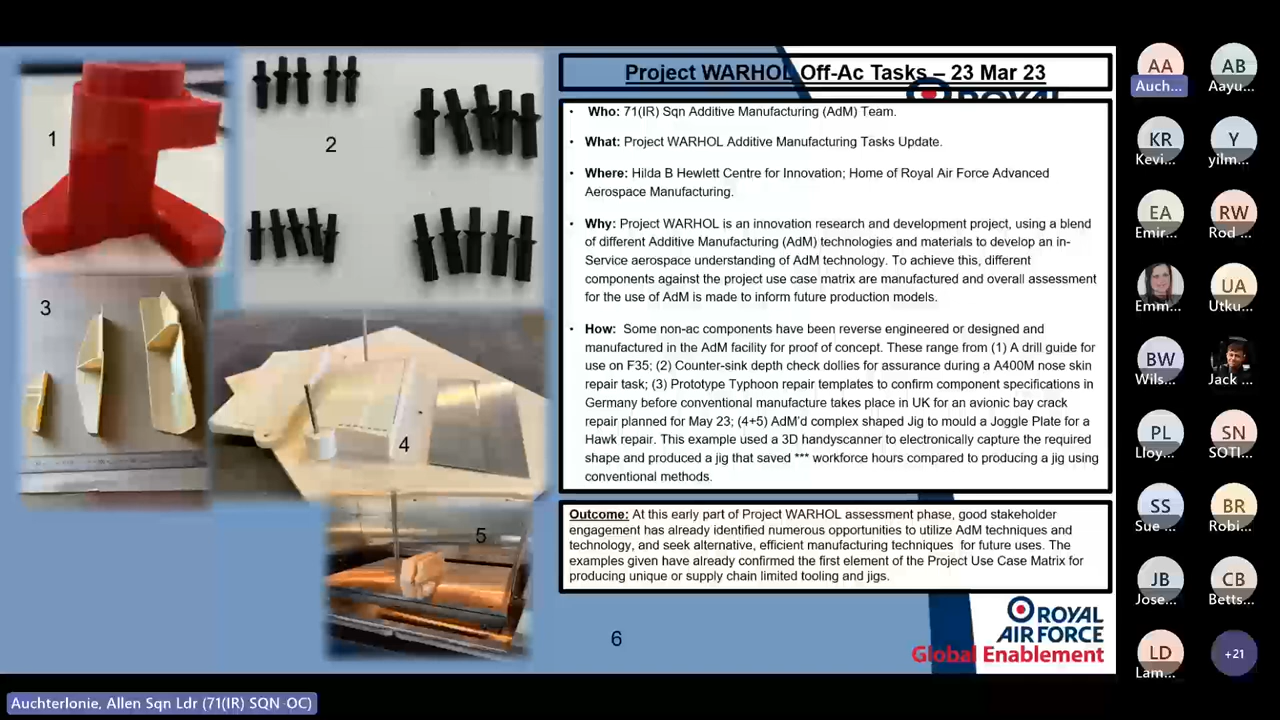 Project WARHOL Off-Ac Tasks – 23 Mar 23
1
2
3
4
5
• Who: 71(IR) Sqn Additive Manufacturing (AdM) Team.
• What: Project WARHOL Additive Manufacturing Tasks Update.
• Where: Hilda B Hewlett Centre for Innovation; Home of Royal Air Force Advanced
Aerospace Manufacturing.
• Why: Project WARHOL is an innovation research and development project, using a blend
of different Additive Manufacturing (AdM) technologies and materials to develop an in-
Service aerospace understanding of AdM technology. To achieve this, different
components against the project use case matrix are manufactured and overall assessment
for the use of AdM is made to inform future production models.
• How: Some non-ac components have been reverse engineered or designed and
manufactured in the AdM facility for proof of concept. These range from (1) A drill guide for
use on F35; (2) Counter-sink depth check dollies for assurance during a A400M nose skin
repair task; (3) Prototype Typhoon repair templates to confirm component specifications in
Germany before conventional manufacture takes place in UK for an avionic bay crack
repair planned for May 23; (4+5) AdM'd complex shaped Jig to mould a Joggle Plate for a
Hawk repair. This example used a 3D handyscanner to electronically capture the required
shape and produced a jig that saved *** workforce hours compared to producing a jig using
conventional methods.
Outcome: At this early part of Project WARHOL assessment phase, good stakeholder
engagement has already identified numerous opportunities to utilize AdM techniques and
technology, and seek alternative, efficient manufacturing techniques for future uses. The
examples given have already confirmed the first element of the Project Use Case Matrix for
producing unique or supply chain limited tooling and jigs.
6
ROYAL
AIR FORCE
Global Enablement
AA
Auch...
AB
Aayu...
KR
Kevi...
Y
yilm...
EA
Emir...
RW
Rod ...
Emm...
UA
Utku...
BW
Wils...
Jack ...
PL
Lloy...
SN
SOTI...
SS
Sue ...
BR
Robi...
JB
Jose...
CB
Betts...
LD
Lam...
+21
Auchterlonie, Allen Sqn Ldr (71(IR) SQN OC)